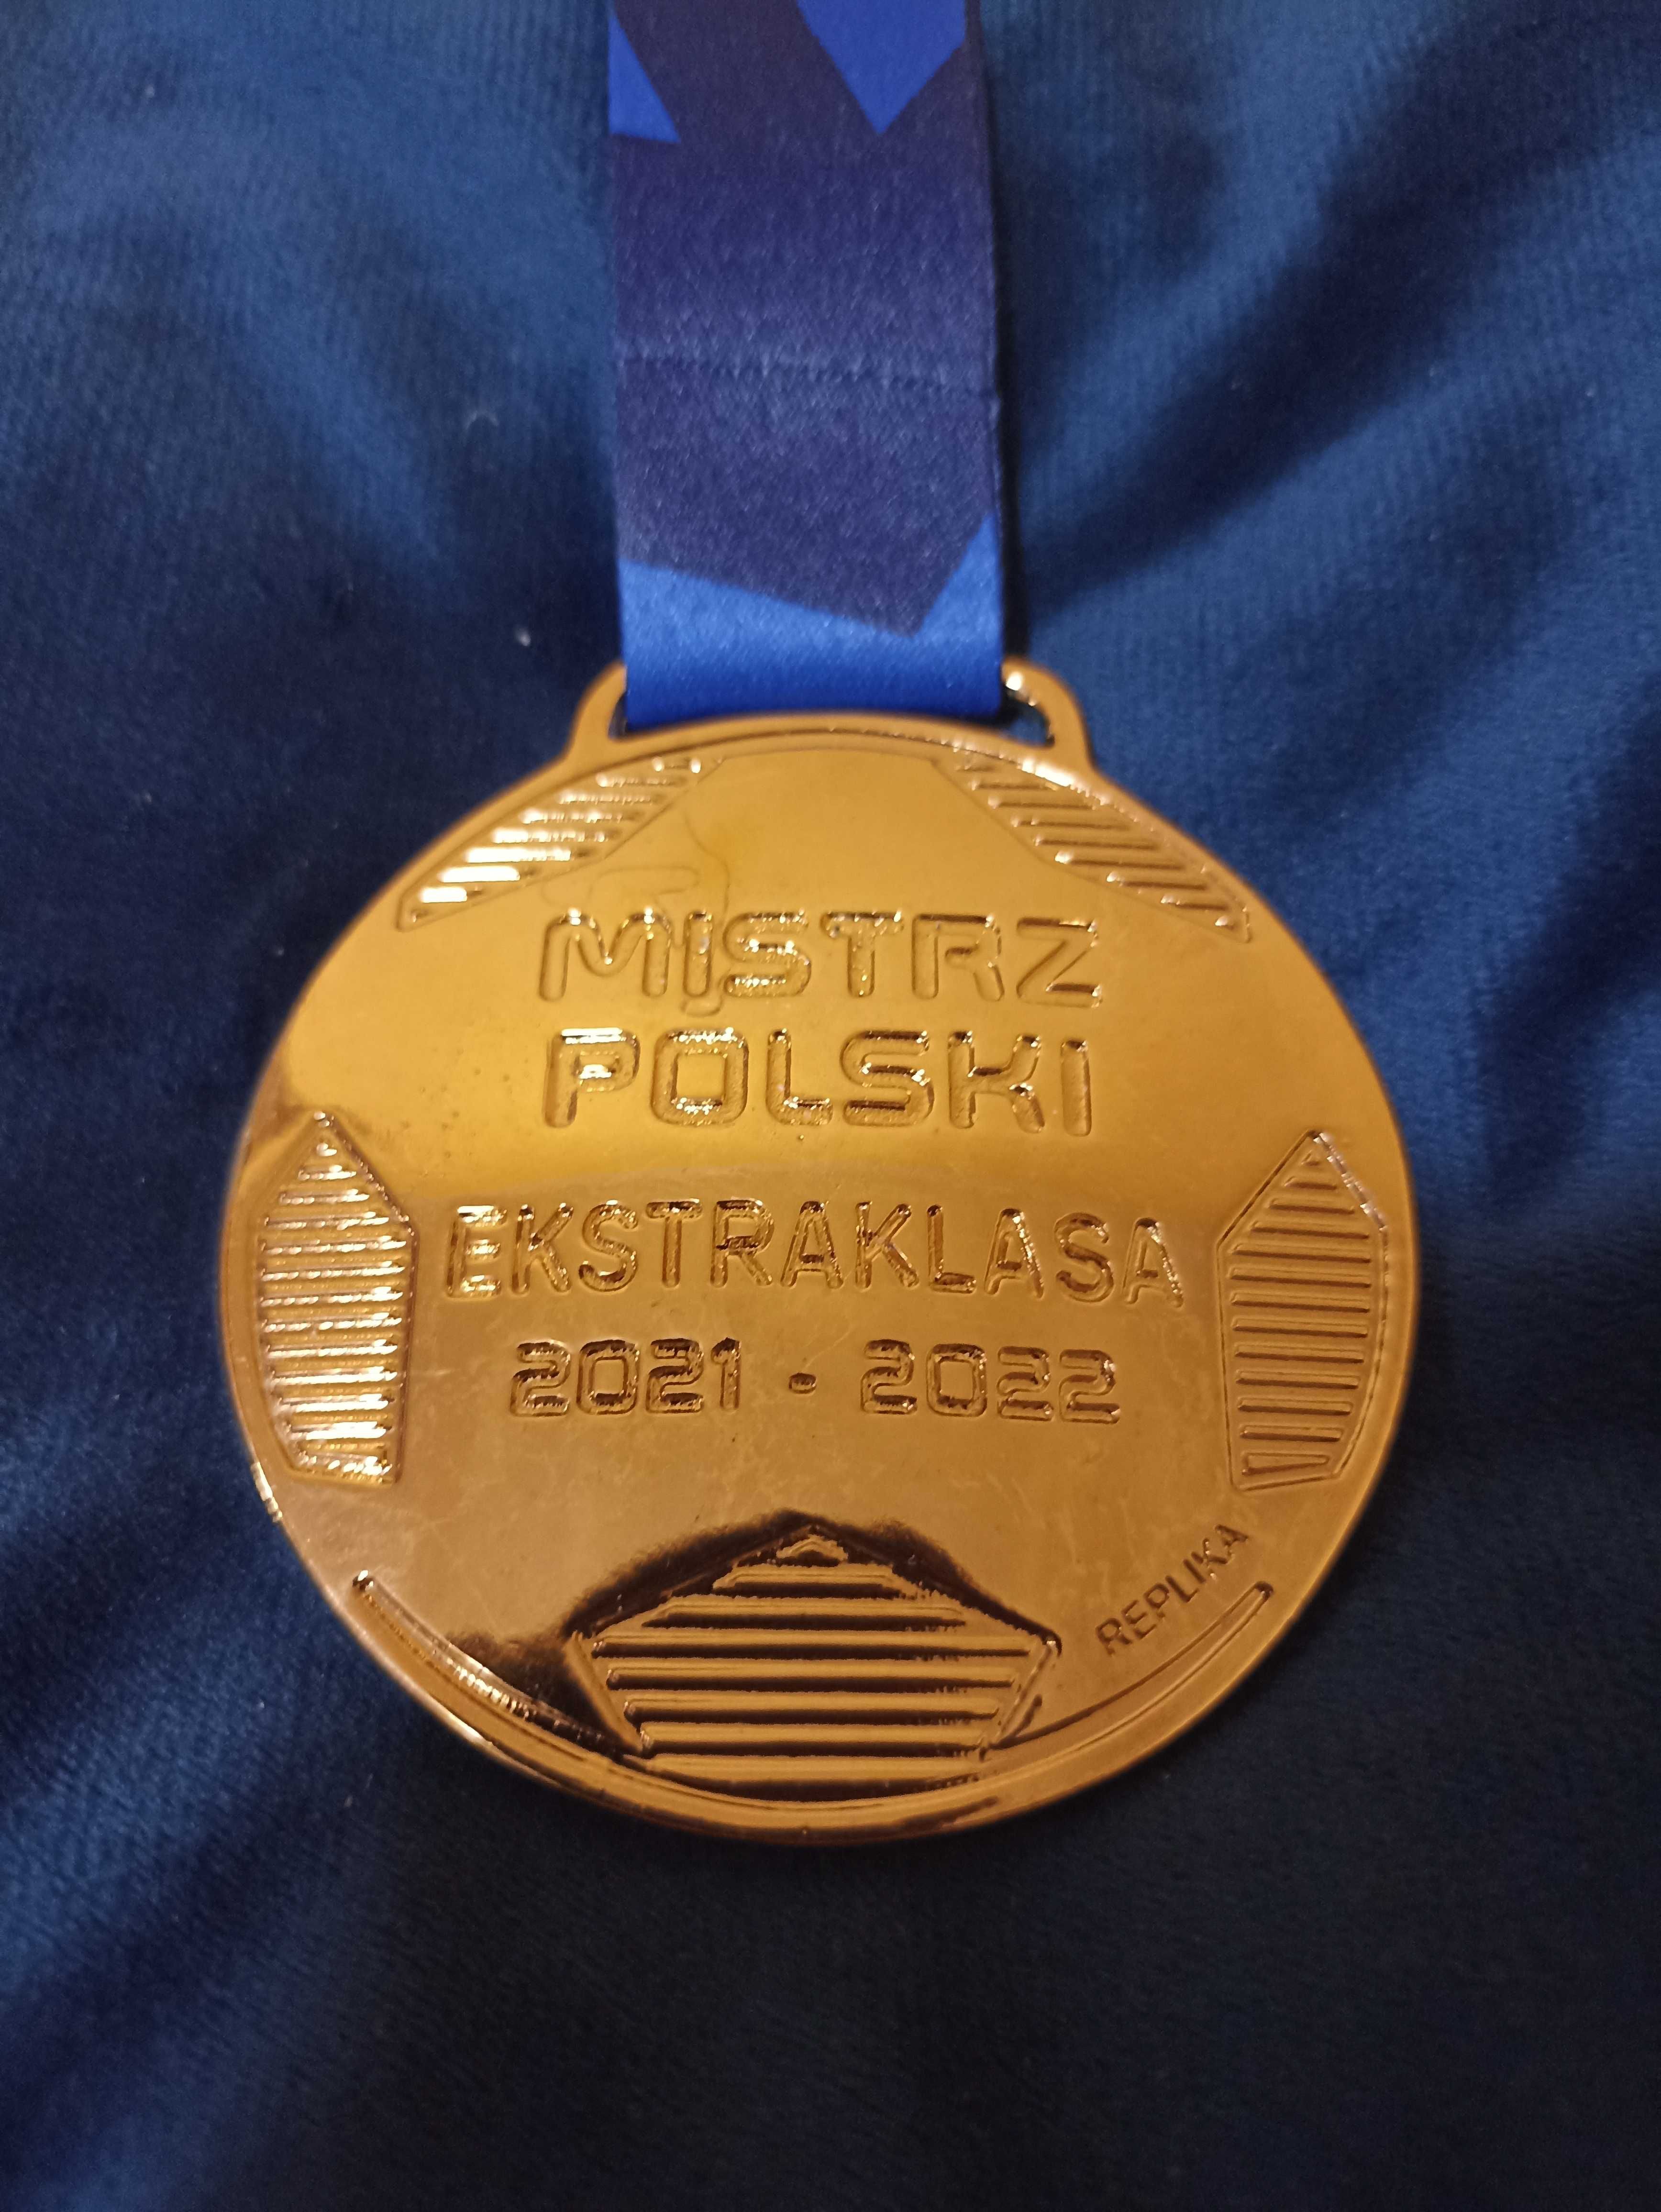 MISTRZ
POLSKI
EKSTRAKLASA
2021 · 2022
REPLIKA